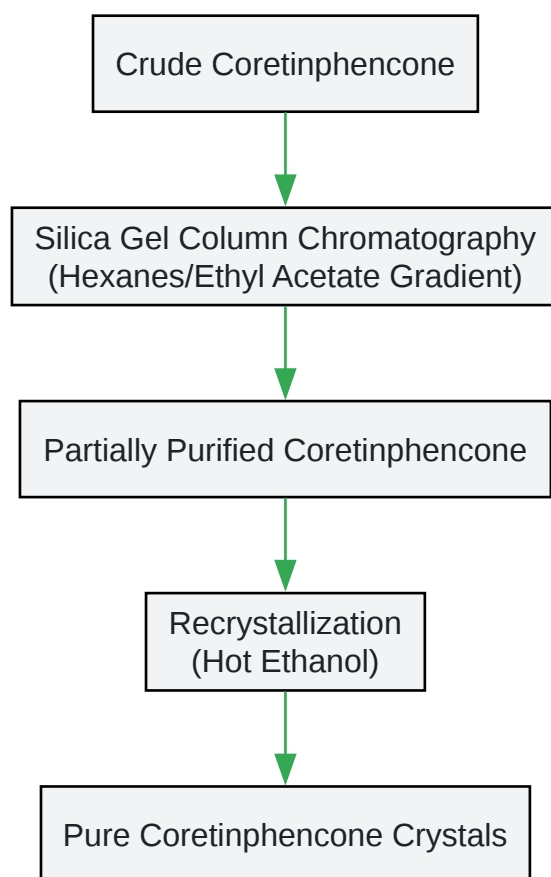 Crude Coretinphencone
Silica Gel Column Chromatography
(Hexanes/Ethyl Acetate Gradient)
Partially Purified Coretinphencone
Recrystallization
(Hot Ethanol)
Pure Coretinphencone Crystals